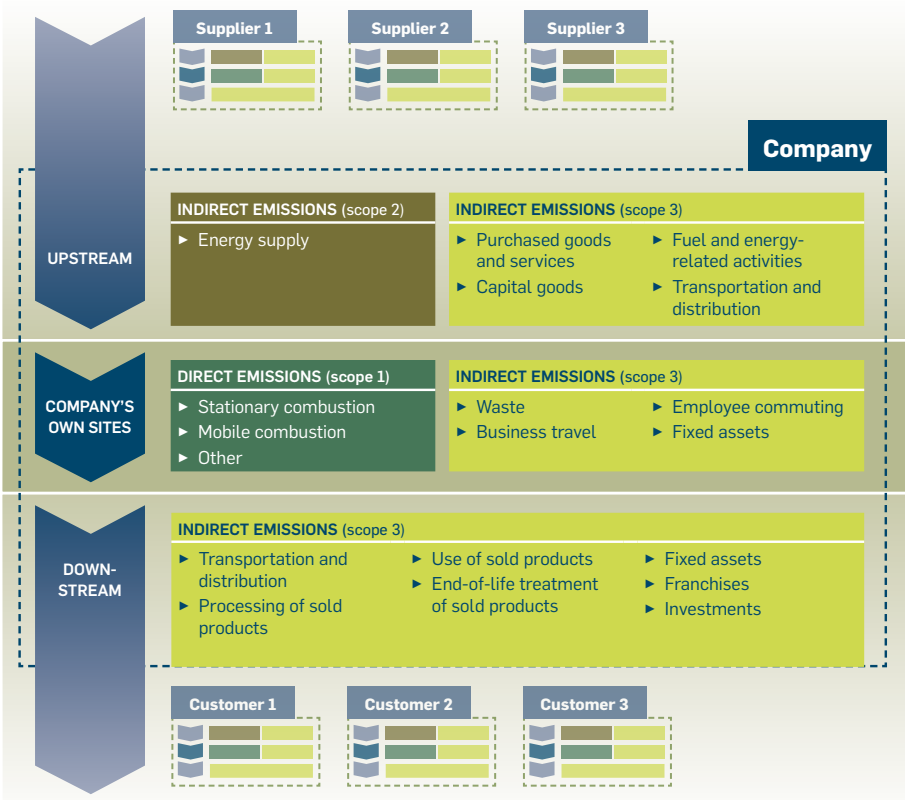 Supplier 1
Supplier 2
Supplier 3
Company
UPSTREAM
INDIRECT EMISSIONS (scope 2)
► Energy supply
INDIRECT EMISSIONS (scope 3)
► Purchased goods
and services
► Capital goods
► Fuel and energy-
related activities
► Transportation and
distribution
COMPANY'S
OWN SITES
DIRECT EMISSIONS (scope 1)
► Stationary combustion
► Mobile combustion
► Other
INDIRECT EMISSIONS (scope 3)
► Waste
► Business travel
► Employee commuting
► Fixed assets
DOWN-
STREAM
INDIRECT EMISSIONS (scope 3)
► Transportation and
distribution
► Processing of sold
products
► Use of sold products
► End-of-life treatment
of sold products
► Fixed assets
► Franchises
► Investments
Customer 1
Customer 2
Customer 3